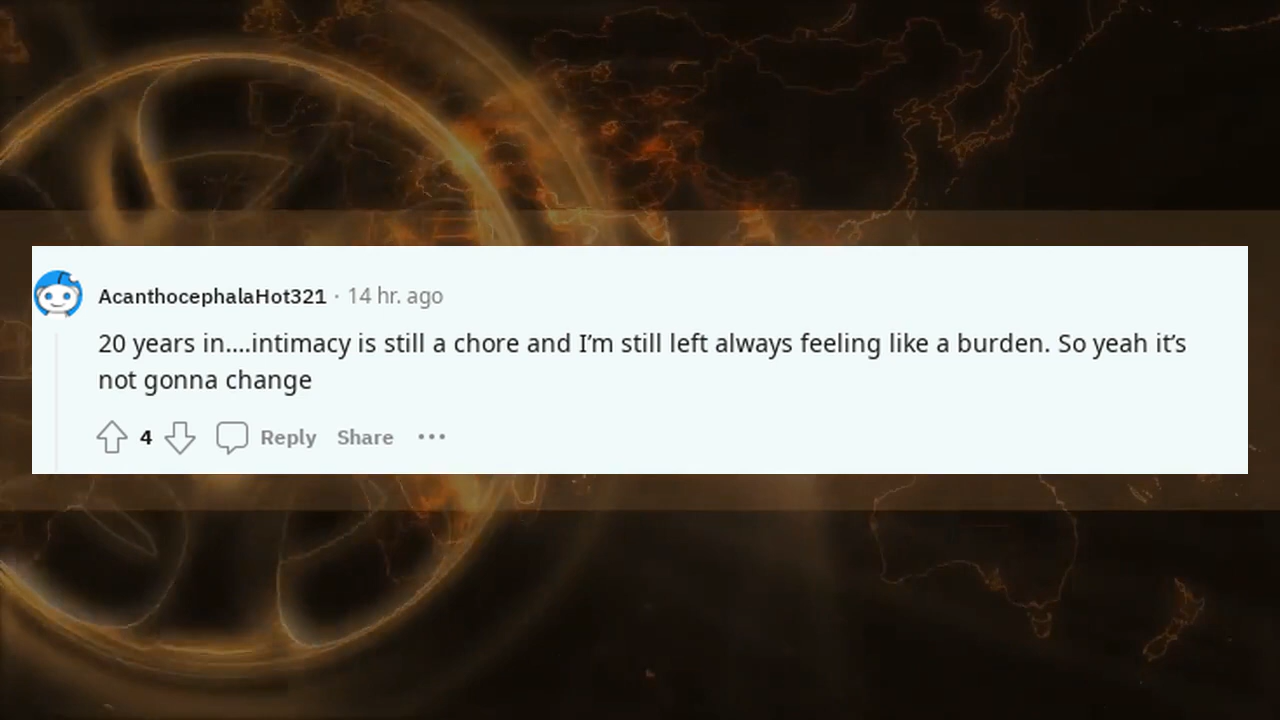 AcanthocephalaHot321 · 14 hr. ago
20 years in....intimacy is still a chore and I’m still left always feeling like a burden. So yeah it’s
not gonna change
4 Reply Share ···